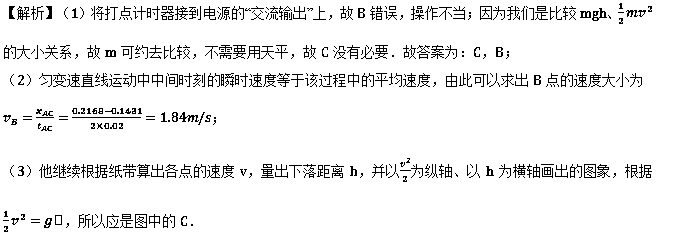 【解析】(1)将打点计时器接到电源的“交流输出”上,故 B 错误,操作不当;因为我们是比较 mgh、\frac{1}{2}mv^2
的大小关系,故 m 可约去比较,不需要用天平,故 C 没有必要.故答案为:C,B;
(2)匀变速直线运动中中间时刻的瞬时速度等于该过程中的平均速度,由此可以求出 B 点的速度大小为
v_B = \frac{x_{AC}}{t_{AC}} = \frac{0.2168-0.1431}{2×0.02} = 1.84m/s;
(3)他继续根据纸带算出各点的速度 v,量出下落距离 h,并以\frac{v^2}{2}为纵轴、以 h 为横轴画出的图象,根据
\frac{1}{2}v^2 = g□,所以应是图中的 C.